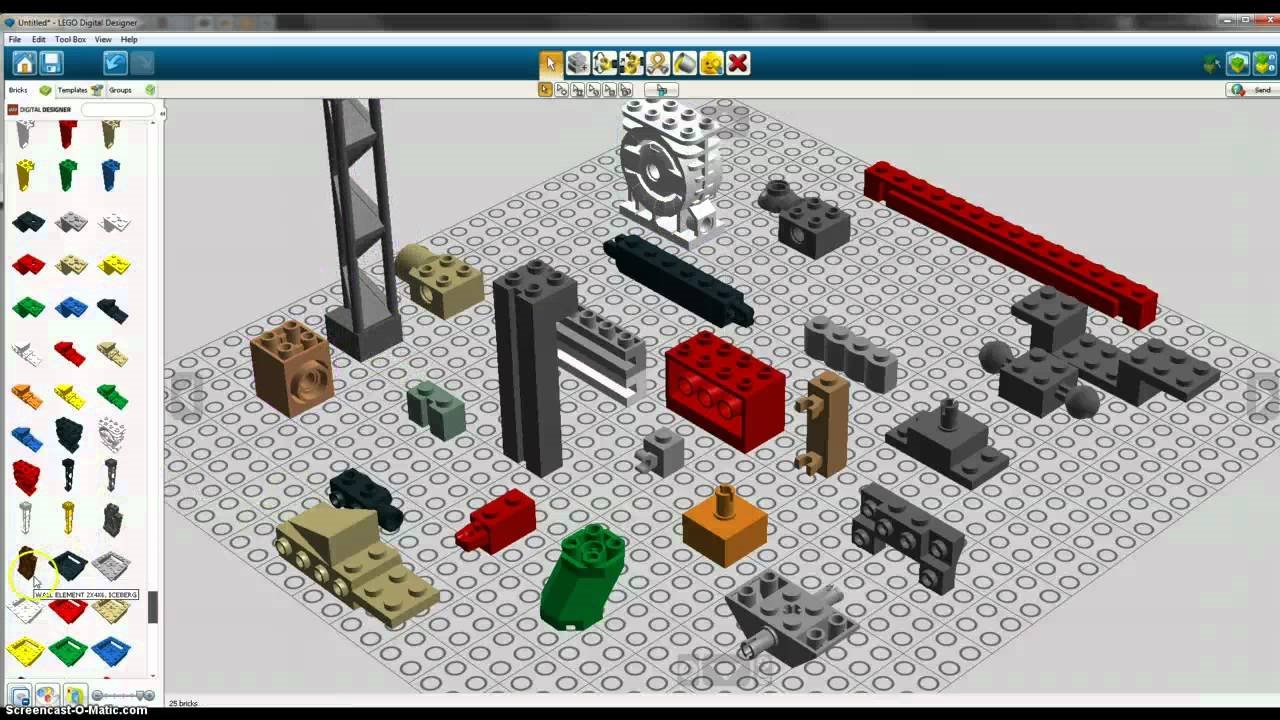 Untitled* - LEGO Digital Designer
File Edit Tool Box View Help
Bricks Templates Groups
Send
DIGITAL DESIGNER
WALL ELEMENT 2X4X6, ICEBERG
25 bricks
Screencast-O-Matic.com